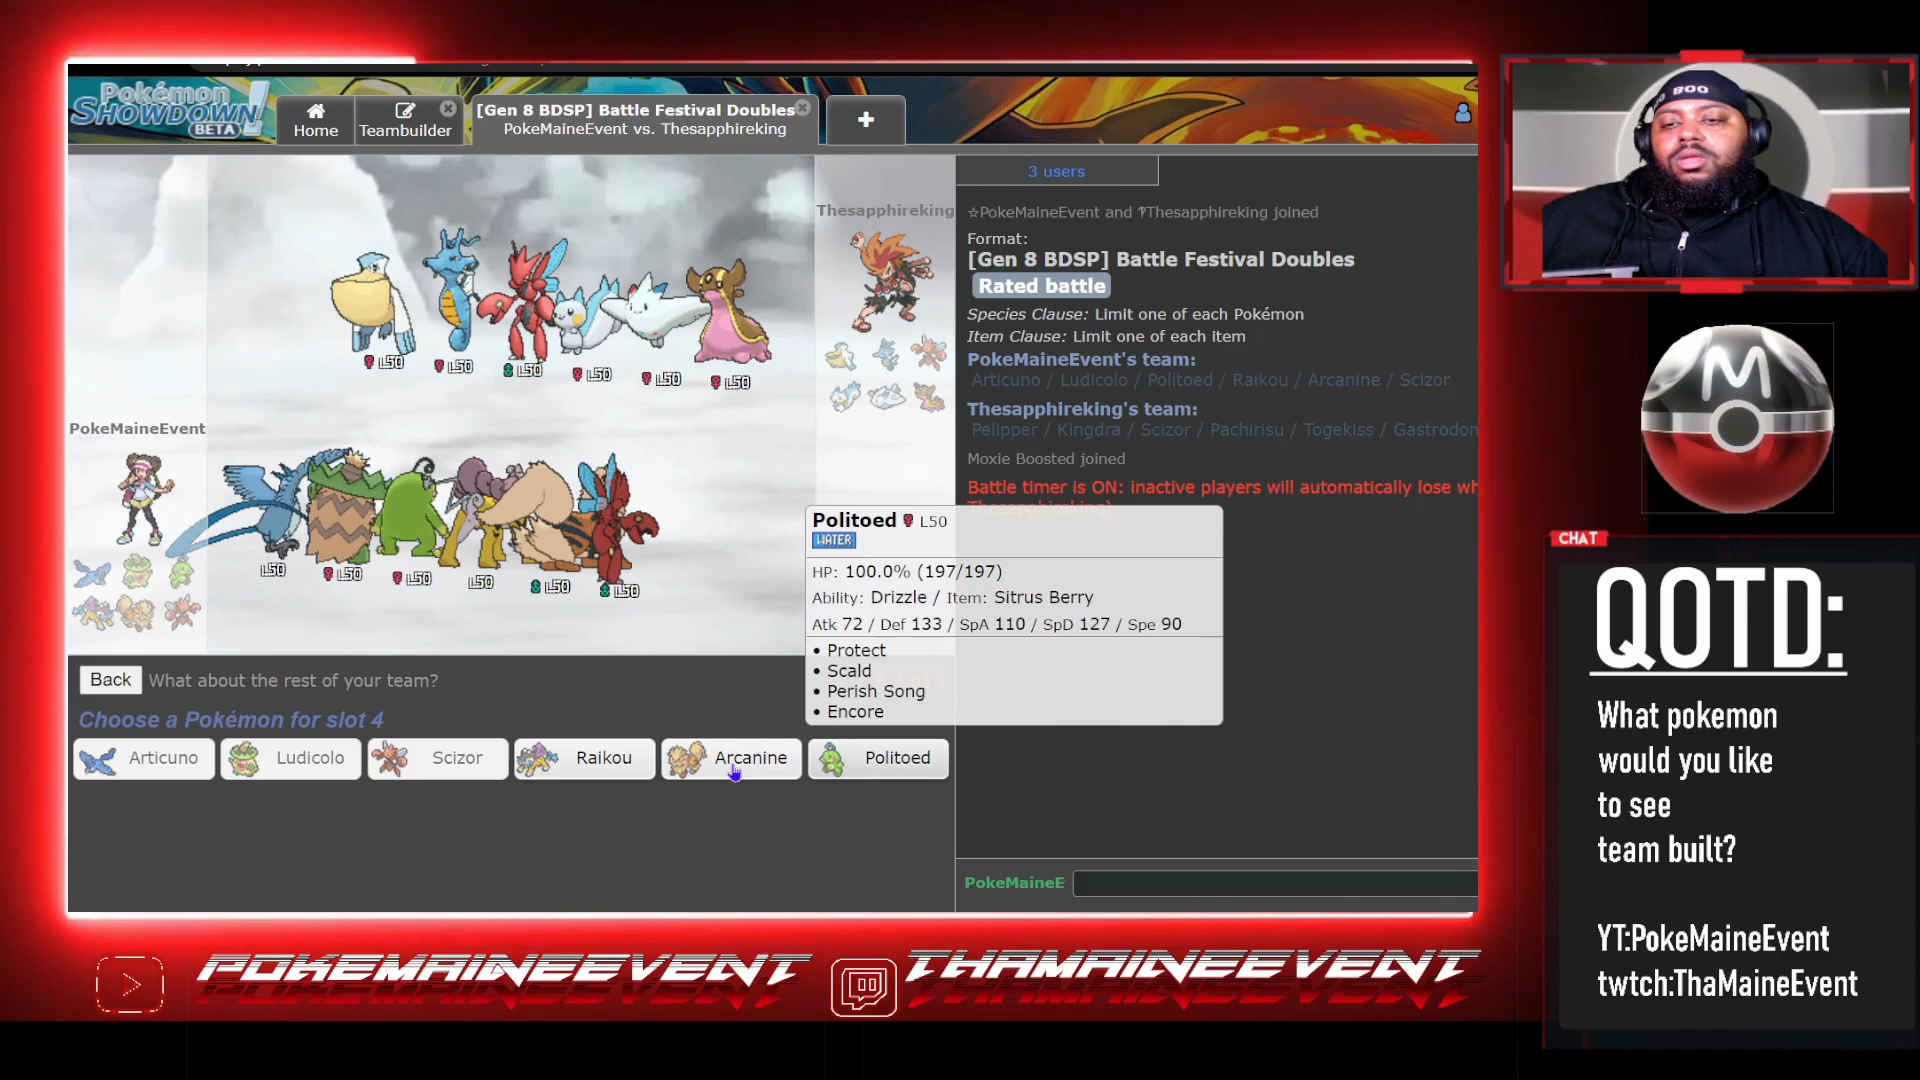 Pokémon
SHOWDOWN!
BETA
Home
Teambuilder
[Gen 8 BDSP] Battle Festival Doubles
PokeMaineEvent vs. Thesapphireking
+
BOO
3 users
☆PokeMaineEvent and ‽Thesapphireking joined
Format:
[Gen 8 BDSP] Battle Festival Doubles
Rated battle
Species Clause: Limit one of each Pokémon
Item Clause: Limit one of each item
PokeMaineEvent's team:
Articuno / Ludicolo / Politoed / Raikou / Arcanine / Scizor
Thesapphireking's team:
Pelipper / Kingdra / Scizor / Pachirisu / Togekiss / Gastrodon
Moxie Boosted joined
Battle timer is ON: inactive players will automatically lose wh
Thesapphireking)
Thesapphireking
L50
L50
L50
L50
L50
L50
PokeMaineEvent
L50
L50
L50
L50
L50
L50
Politoed L50
WATER
HP: 100.0% (197/197)
Ability: Drizzle / Item: Sitrus Berry
Atk 72 / Def 133 / SpA 110 / SpD 127 / Spe 90
• Protect
• Scald
• Perish Song
• Encore
Back What about the rest of your team?
Choose a Pokémon for slot 4
Articuno Ludicolo Scizor Raikou Arcanine Politoed
PokeMaineE
M
CHAT
QOTD:
What pokemon
would you like
to see
team built?
YT:PokeMaineEvent
twtch:ThaMaineEvent
POKEMAINEEVENT
THAMAINEEVENT